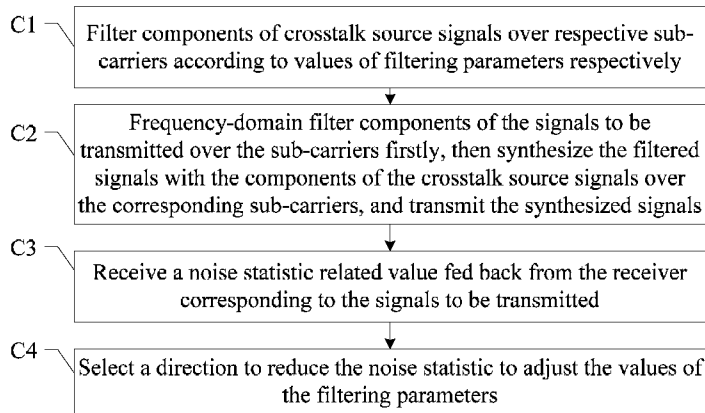 C1
Filter components of crosstalk source signals over respective sub-
carriers according to values of filtering parameters respectively
C2
Frequency-domain filter components of the signals to be
transmitted over the sub-carriers firstly, then synthesize the filtered
signals with the components of the crosstalk source signals over
the corresponding sub-carriers, and transmit the synthesized signals
C3
Receive a noise statistic related value fed back from the receiver
corresponding to the signals to be transmitted
C4
Select a direction to reduce the noise statistic to adjust the values of
the filtering parameters